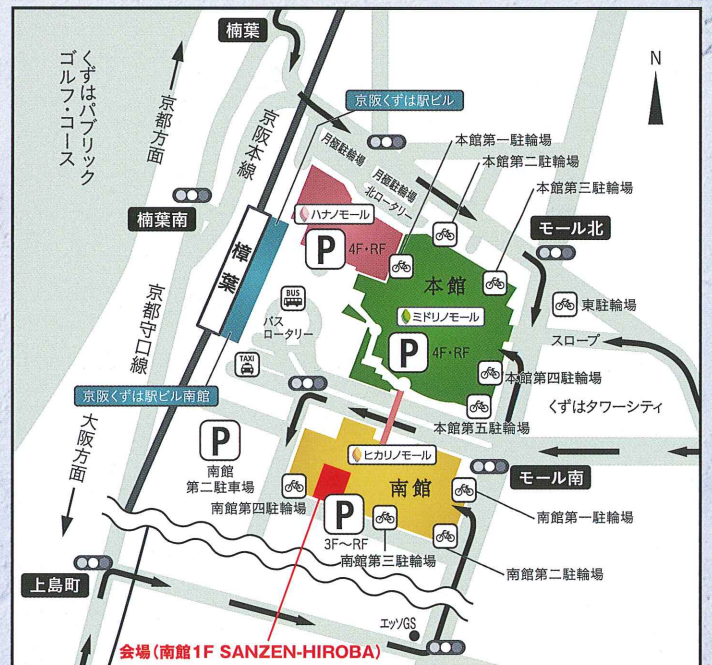 楠葉
くずはパブリック
ゴルフ・コース
京都方面
京阪本線
京阪くずは駅ビル
N
月極駐輪場
月極駐輪場
北ロータリー
本館第一駐輪場
本館第二駐輪場
本館第三駐輪場
楠葉南
樟葉
ハナノモール
P
4F・RF
モール北
本館
東駐輪場
BUS
バス
ロータリー
ミドリノモール
P
4F・RF
スロープ
京都守口線
TAXI
京阪くずは駅ビル南館
本館第四駐輪場
くずはタワーシティ
本館第五駐輪場
大阪方面
P
南館
第二駐車場
ヒカリノモール
南館
モール南
南館第四駐輪場
P
3F〜RF
南館第一駐輪場
南館第三駐輪場
南館第二駐輪場
上島町
エッソGS
会場(南館1F SANZEN-HIROBA)